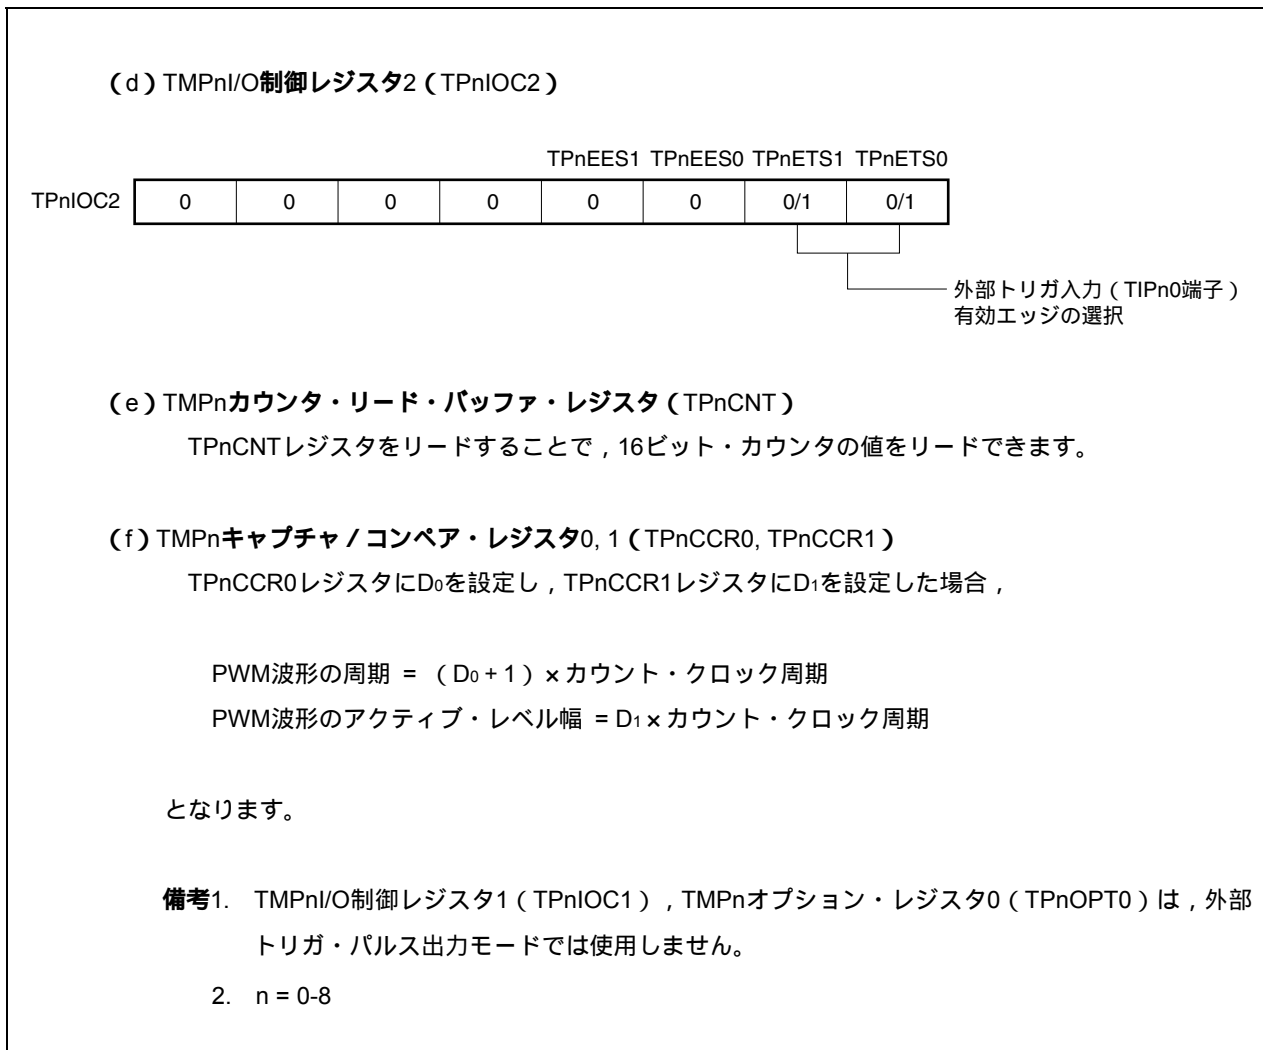 （d）TMPnI/O制御レジスタ2（TPnIOC2）
TPnEES1 TPnEES0 TPnETS1 TPnETS0
TPnIOC2 0 0 0 0 0 0 0/1 0/1
外部トリガ入力（TIPn0端子）
有効エッジの選択
（e）TMPnカウンタ・リード・バッファ・レジスタ（TPnCNT）
TPnCNTレジスタをリードすることで，16ビット・カウンタの値をリードできます。
（f）TMPnキャプチャ／コンペア・レジスタ0, 1（TPnCCR0, TPnCCR1）
TPnCCR0レジスタにD₀を設定し，TPnCCR1レジスタにD₁を設定した場合，
PWM波形の周期 = （D₀ + 1）×カウント・クロック周期
PWM波形のアクティブ・レベル幅 = D₁×カウント・クロック周期
となります。
備考1. TMPnI/O制御レジスタ1（TPnIOC1），TMPnオプション・レジスタ0（TPnOPT0）は，外部
トリガ・パルス出力モードでは使用しません。
2. n = 0-8